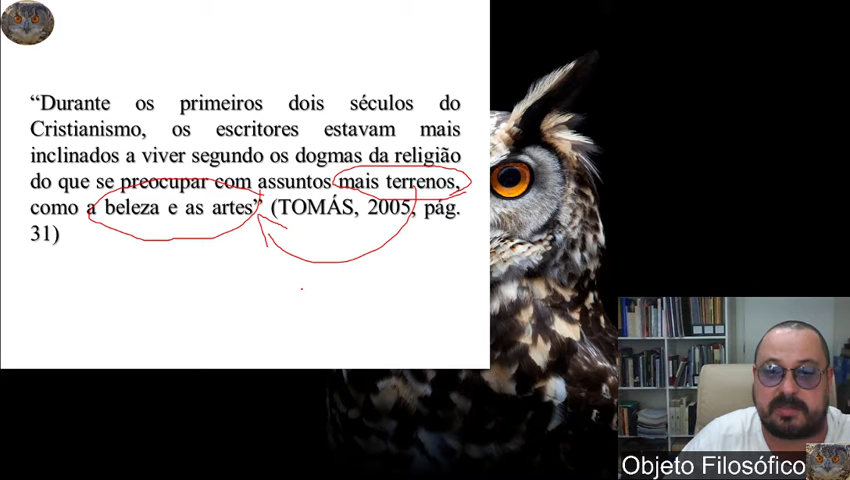 “Durante os primeiros dois séculos do
Cristianismo, os escritores estavam mais
inclinados a viver segundo os dogmas da religião
do que se preocupar com assuntos mais terrenos,
como a beleza e as artes” (TOMÁS, 2005, pág.
31)
Objeto Filosófico